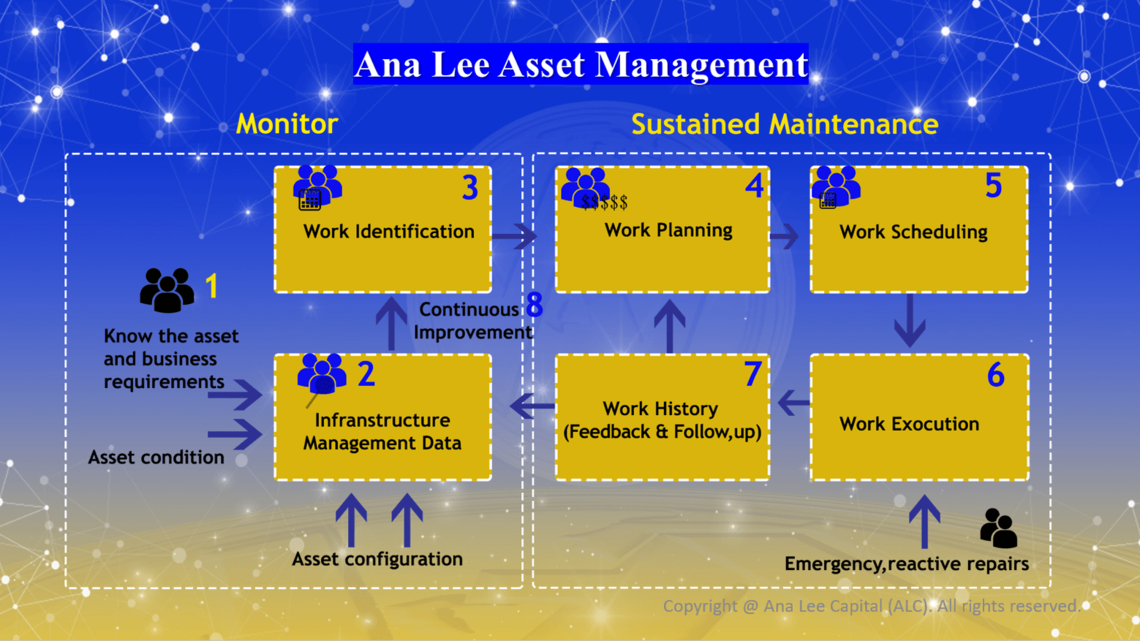 Ana Lee Asset Management
Monitor
Sustained Maintenance
3
Work Identification
4
$$$$$
Work Planning
5
Work Scheduling
1
Know the asset
and business
requirements
Continuous
Improvement
8
2
Infranstructure
Management Data
7
Work History
(Feedback & Follow,up)
6
Work Exocution
Asset condition
Asset configuration
Emergency,reactive repairs
Copyright @ Ana Lee Capital (ALC). All rights reserved.